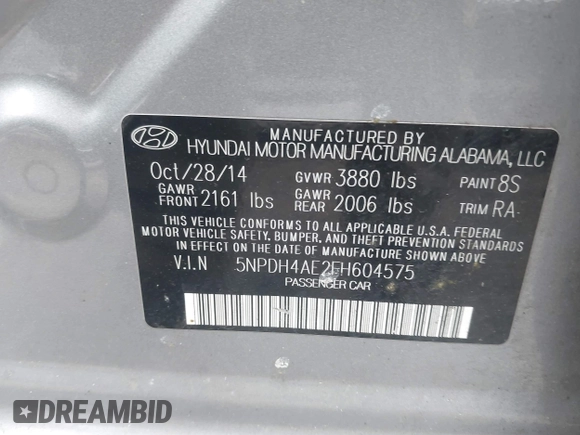 MANUFACTURED BY
HYUNDAI MOTOR MANUFACTURING ALABAMA, LLC
Oct/28/14 GVWR 3880 lbs PAINT 8S
GAWR FRONT 2161 lbs GAWR REAR 2006 lbs TRIM RA
THIS VEHICLE CONFORMS TO ALL APPLICABLE U.S.A. FEDERAL
MOTOR VEHICLE SAFETY, BUMPER, AND THEFT PREVENTION STANDARDS
IN EFFECT ON THE DATE OF MANUFACTURE SHOWN ABOVE
V.I.N 5NPDH4AE2FH604575
PASSENGER CAR
DREAMBID